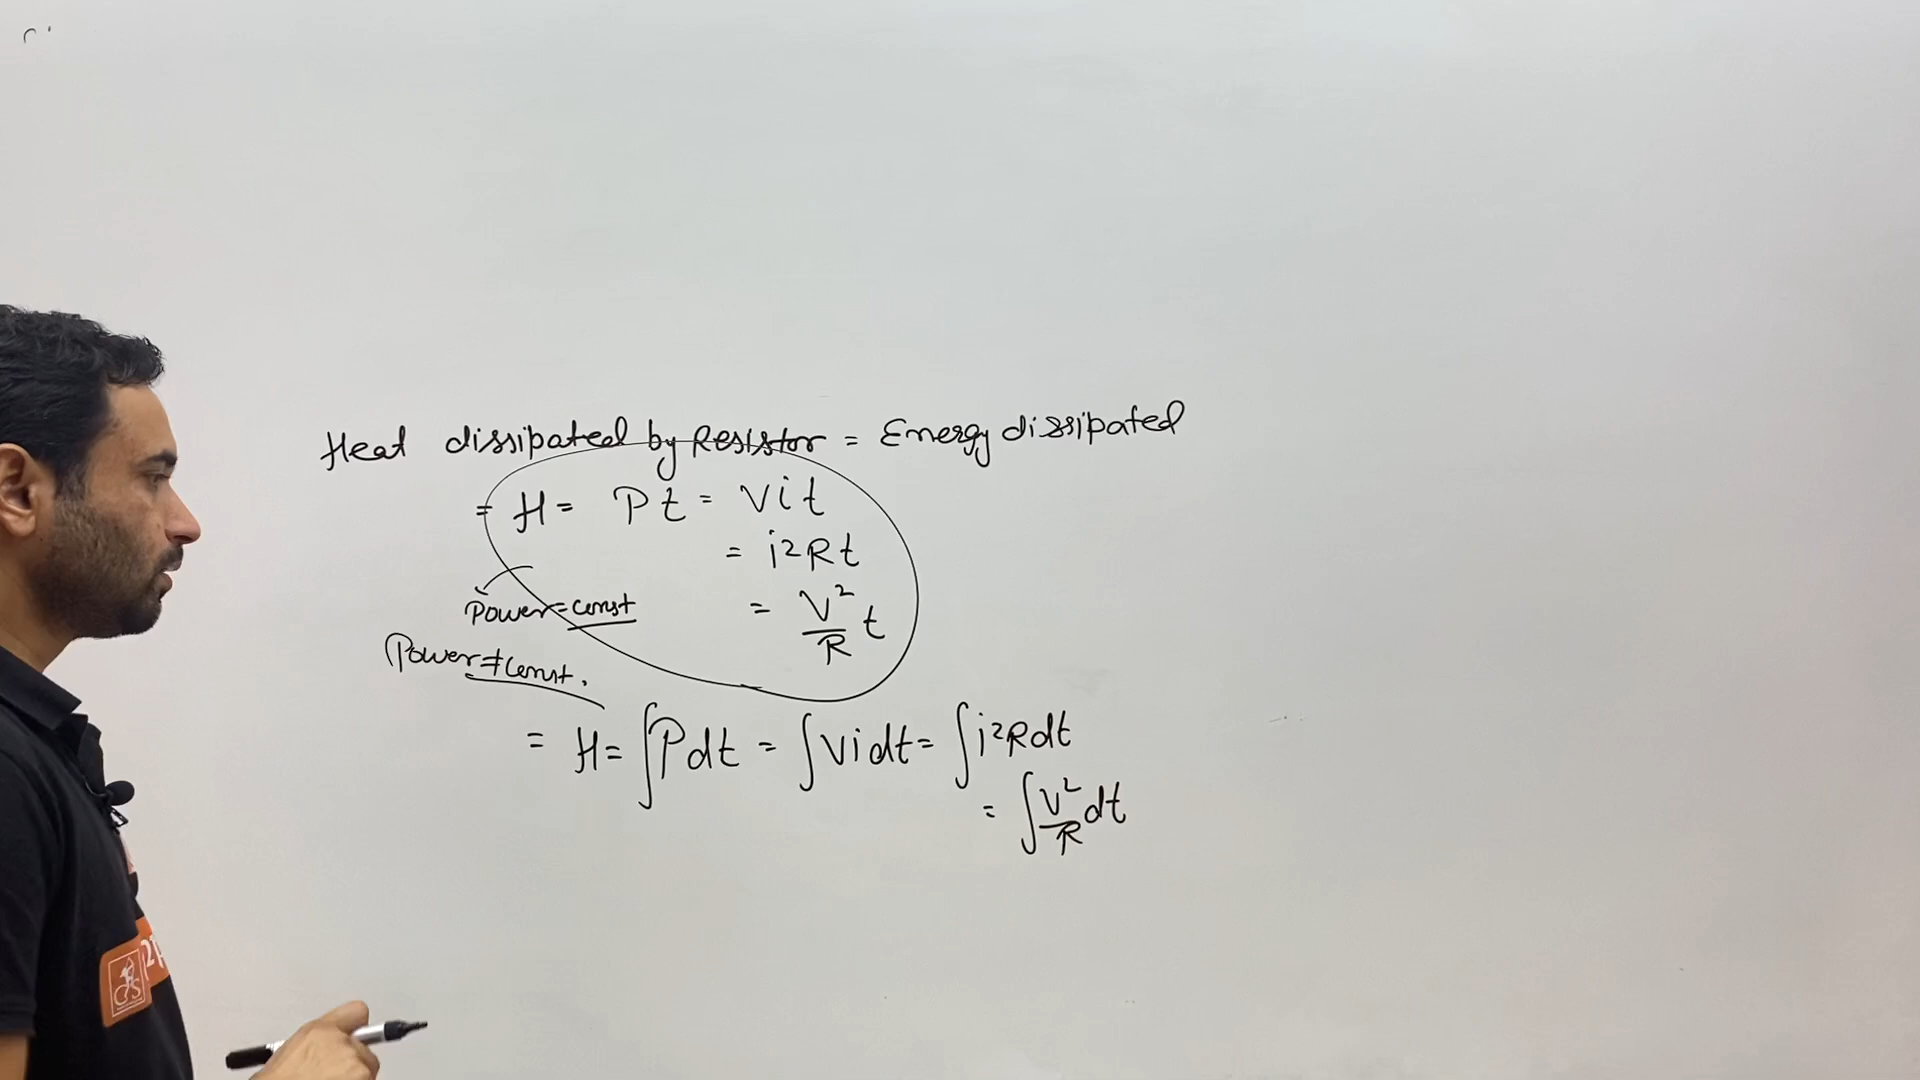 Heat dissipated by Resistor = Energy dissipated
= H = Pt = Vit
= i²Rt
= V²/R t
Power = const
Power ≠ const.
= H = ∫Pdt = ∫Vidt = ∫i²Rdt
= ∫V²/R dt